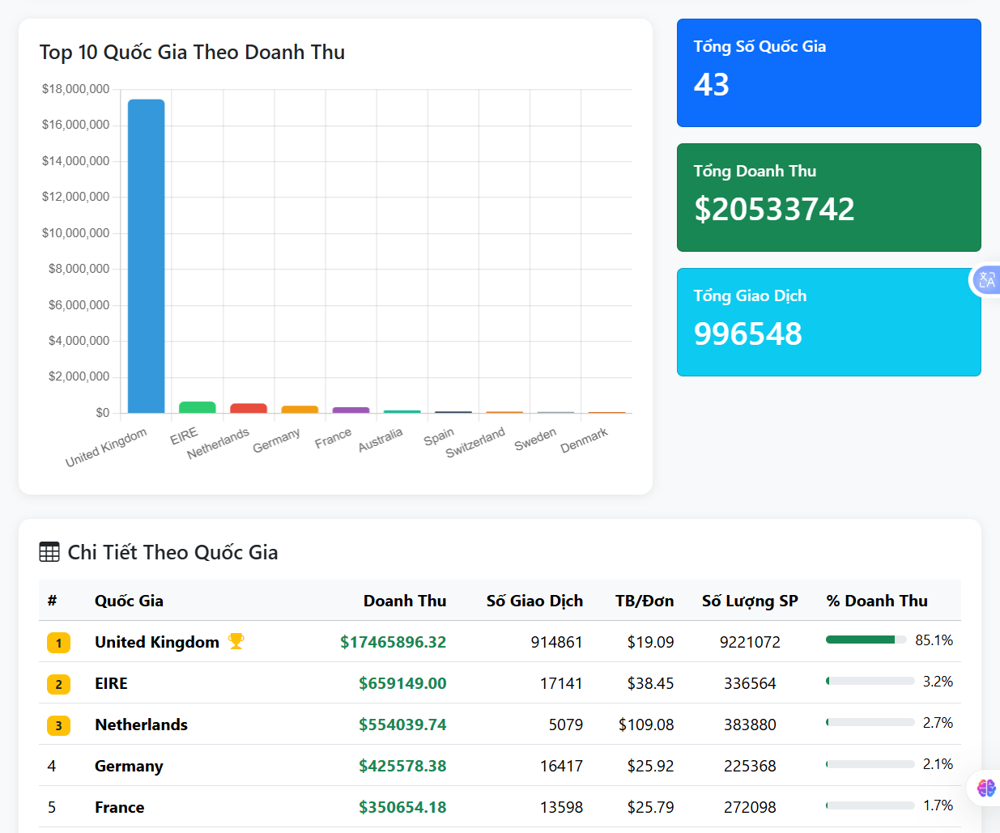 Top 10 Quốc Gia Theo Doanh Thu
$18,000,000
$16,000,000
$14,000,000
$12,000,000
$10,000,000
$8,000,000
$6,000,000
$4,000,000
$2,000,000
$0
United Kingdom
EIRE
Netherlands
Germany
France
Australia
Spain
Switzerland
Sweden
Denmark
Tổng Số Quốc Gia
43
Tổng Doanh Thu
$20533742
Tổng Giao Dịch
996548
Chi Tiết Theo Quốc Gia
# Quốc Gia Doanh Thu Số Giao Dịch TB/Đơn Số Lượng SP % Doanh Thu
1 United Kingdom $17465896.32 914861 $19.09 9221072 85.1%
2 EIRE $659149.00 17141 $38.45 336564 3.2%
3 Netherlands $554039.74 5079 $109.08 383880 2.7%
4 Germany $425578.38 16417 $25.92 225368 2.1%
5 France $350654.18 13598 $25.79 272098 1.7%